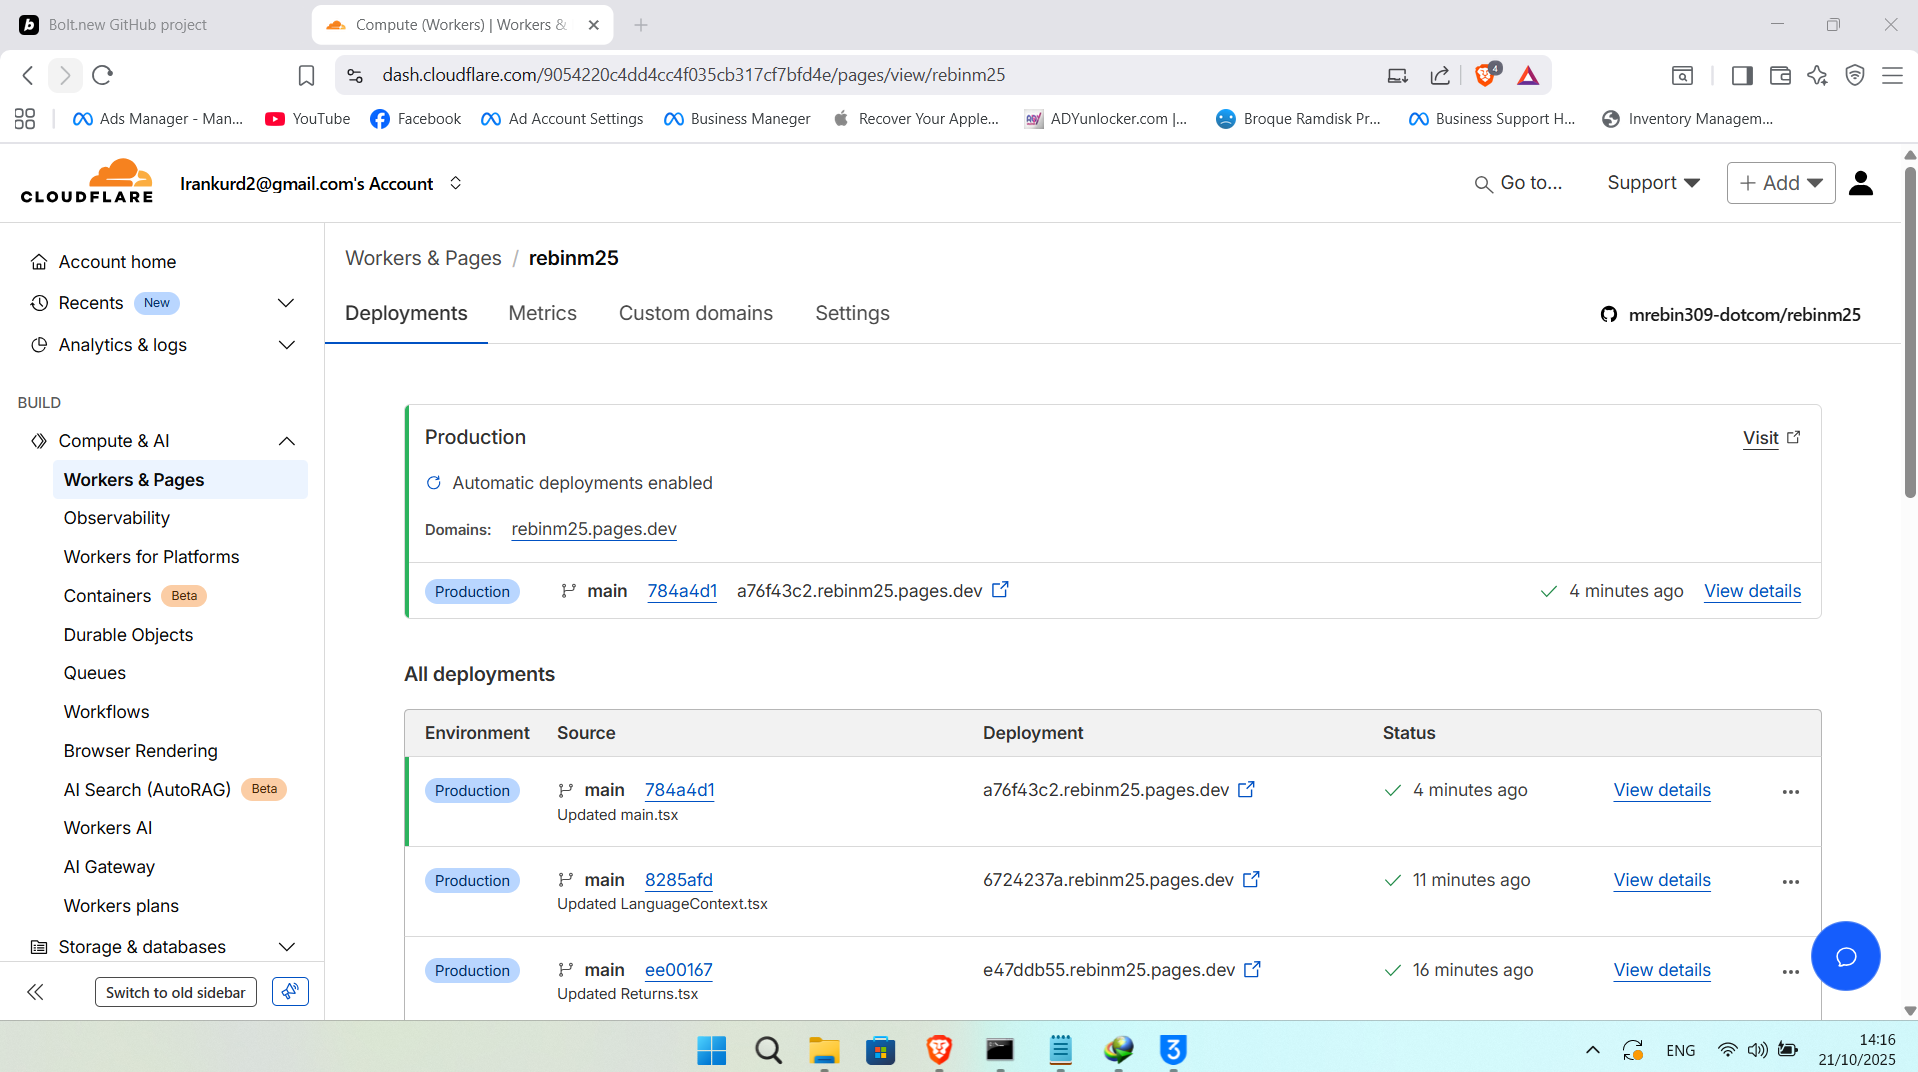 Bolt.new GitHub project
Compute (Workers) | Workers &
dash.cloudflare.com/9054220c4dd4cc4f035cb317cf7bfd4e/pages/view/rebinm25
4
Ads Manager - Man...
YouTube
Facebook
Ad Account Settings
Business Maneger
Recover Your Apple...
ADYunlocker.com |...
Broque Ramdisk Pr...
Business Support H...
Inventory Managem...
CLOUDFLARE
Irankurd2@gmail.com's Account
Go to...
Support
Add
Account home
Recents New
Analytics & logs
BUILD
Compute & AI
Workers & Pages
Observability
Workers for Platforms
Containers Beta
Durable Objects
Queues
Workflows
Browser Rendering
AI Search (AutoRAG) Beta
Workers AI
AI Gateway
Workers plans
Storage & databases
Switch to old sidebar
Workers & Pages / rebinm25
Deployments
Metrics
Custom domains
Settings
mrebin309-dotcom/rebinm25
Production
Visit
Automatic deployments enabled
Domains: rebinm25.pages.dev
Production main 784a4d1 a76f43c2.rebinm25.pages.dev 4 minutes ago View details
All deployments
Environment Source Deployment Status
Production main 784a4d1 a76f43c2.rebinm25.pages.dev 4 minutes ago View details
Updated main.tsx
Production main 8285afd 6724237a.rebinm25.pages.dev 11 minutes ago View details
Updated LanguageContext.tsx
Production main ee00167 e47ddb55.rebinm25.pages.dev 16 minutes ago View details
Updated Returns.tsx
3
ENG
14:16
21/10/2025